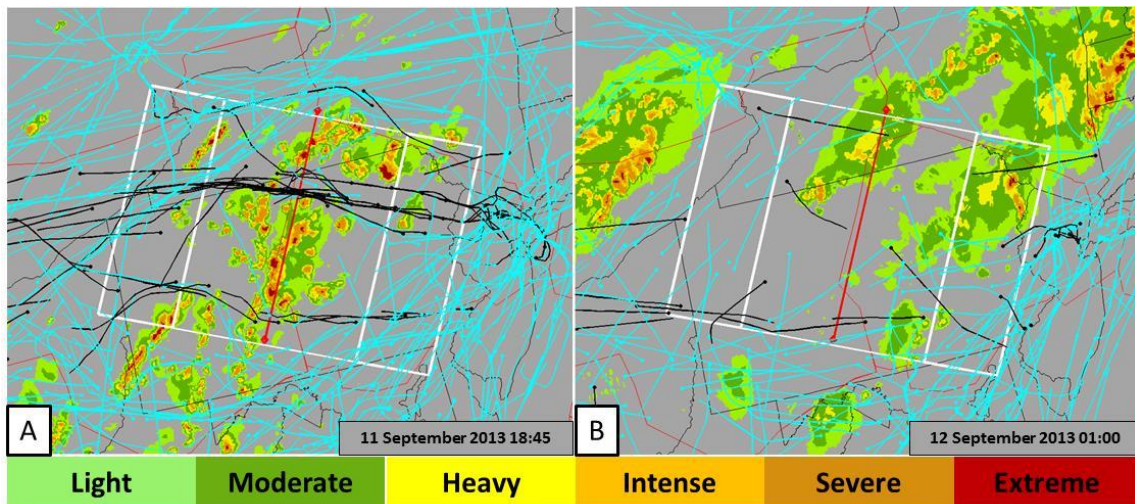 A
11 September 2013 18:45
B
12 September 2013 01:00
Light
Moderate
Heavy
Intense
Severe
Extreme